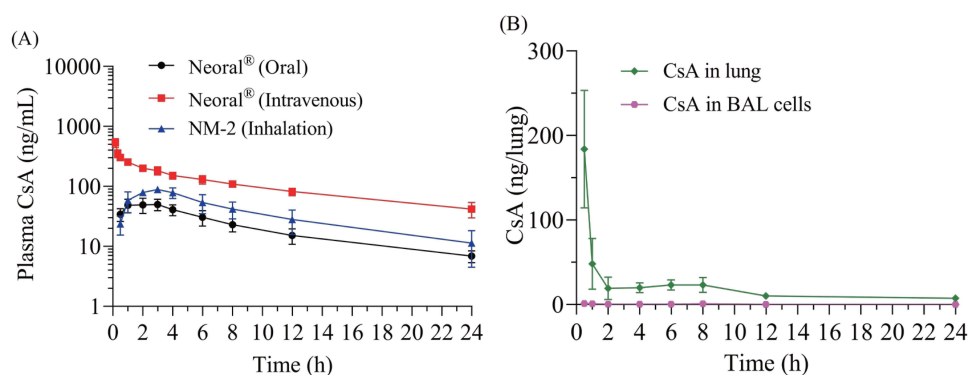 (A)
Neoral® (Oral)
Neoral® (Intravenous)
NM-2 (Inhalation)
Plasma CsA (ng/mL)
10000
1000
100
10
1
0 2 4 6 8 10 12 14 16 18 20 22 24
Time (h)
(B)
CsA in lung
CsA in BAL cells
CsA (ng/lung)
300
200
100
0
0 2 4 6 8 10 12 14 16 18 20 22 24
Time (h)